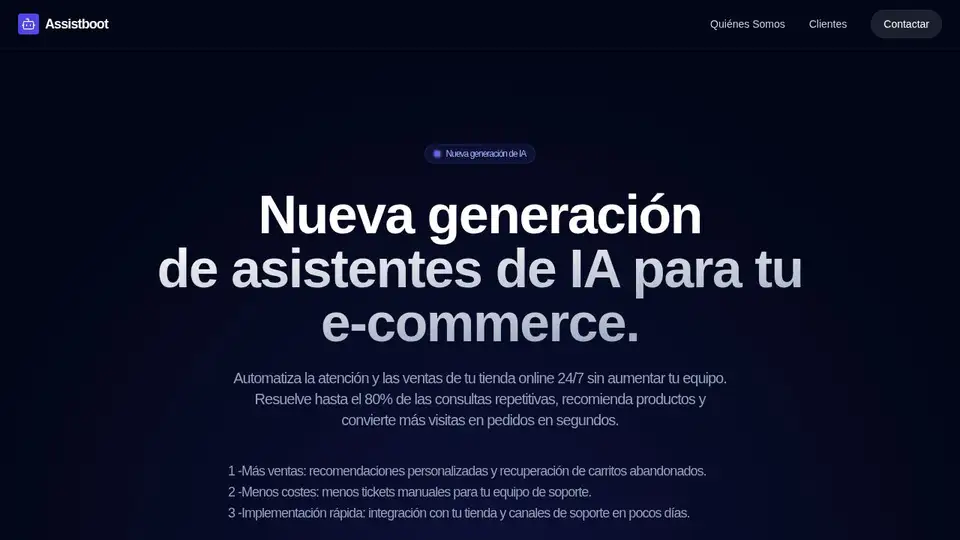 Assistboot
Quiénes Somos
Clientes
Contactar
Nueva generación de IA
Nueva generación
de asistentes de IA para tu
e-commerce.
Automatiza la atención y las ventas de tu tienda online 24/7 sin aumentar tu equipo.
Resuelve hasta el 80% de las consultas repetitivas, recomienda productos y
convierte más visitas en pedidos en segundos.
1 -Más ventas: recomendaciones personalizadas y recuperación de carritos abandonados.
2 -Menos costes: menos tickets manuales para tu equipo de soporte.
3 -Implementación rápida: integración con tu tienda y canales de soporte en pocos días.